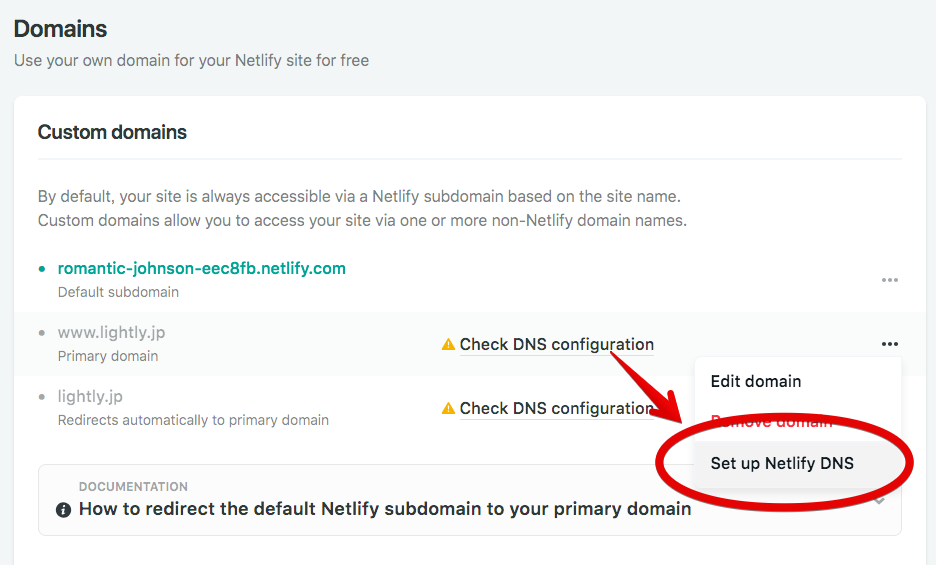 Domains
Use your own domain for your Netlify site for free
Custom domains
By default, your site is always accessible via a Netlify subdomain based on the site name.
Custom domains allow you to access your site via one or more non-Netlify domain names.
romantic-johnson-eec8fb.netlify.com
Default subdomain
www.lightly.jp
Primary domain
Check DNS configuration
lightly.jp
Redirects automatically to primary domain
Check DNS configuration
Edit domain
Remove domain
Set up Netlify DNS
DOCUMENTATION
How to redirect the default Netlify subdomain to your primary domain